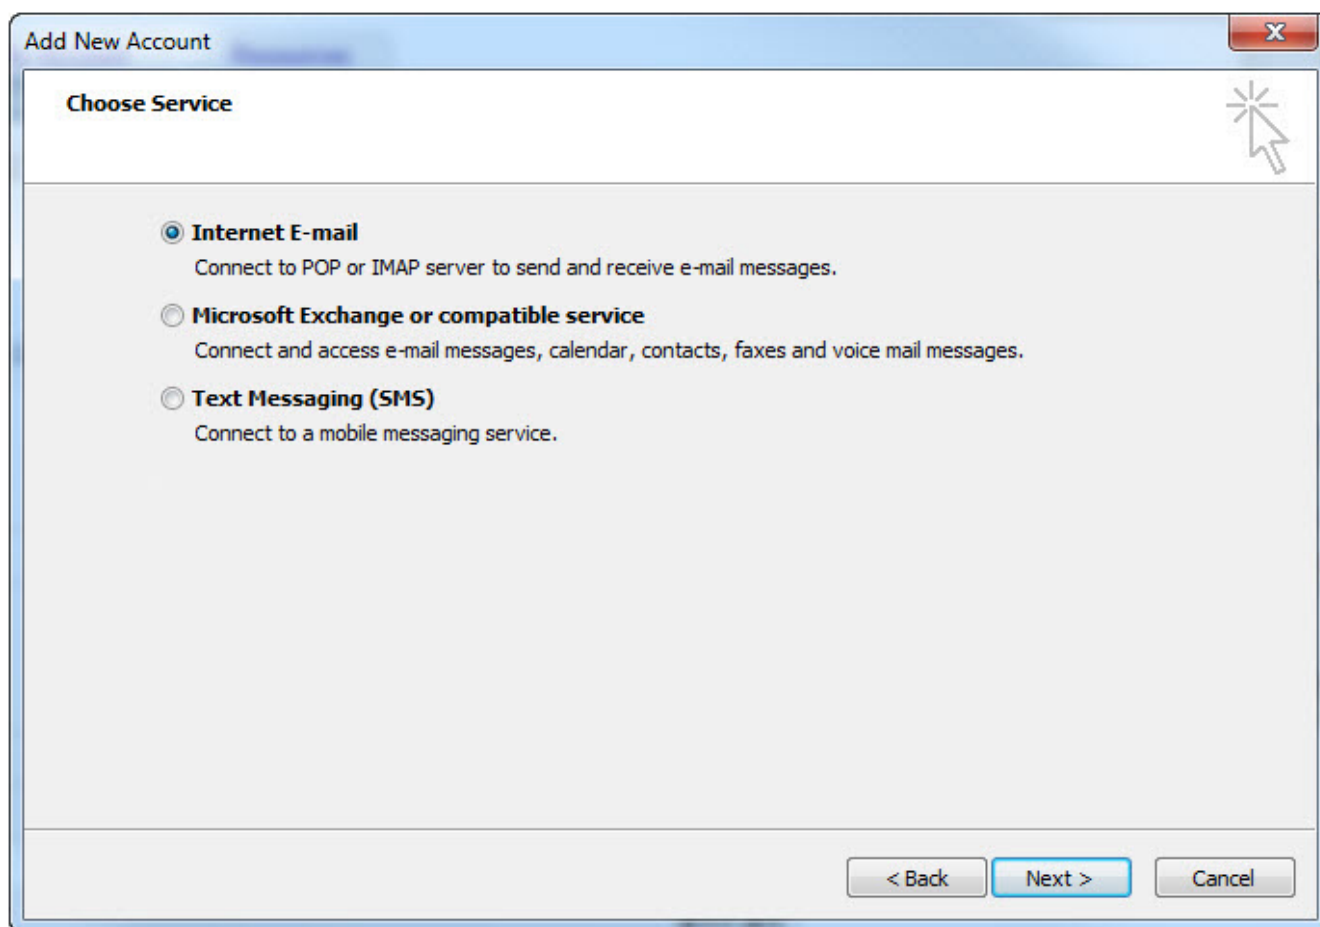 Add New Account
Choose Service
Internet E-mail
Connect to POP or IMAP server to send and receive e-mail messages.
Microsoft Exchange or compatible service
Connect and access e-mail messages, calendar, contacts, faxes and voice mail messages.
Text Messaging (SMS)
Connect to a mobile messaging service.
< Back Next > Cancel